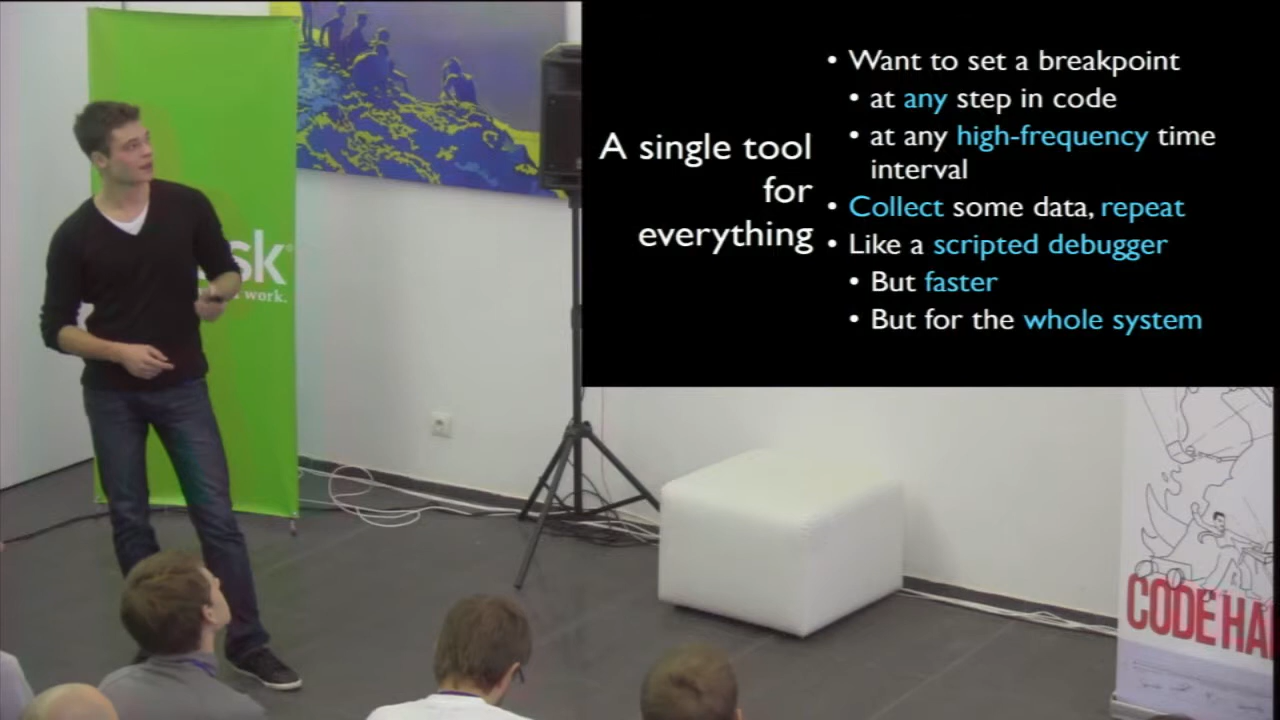 A single tool
for
everything
• Want to set a breakpoint
• at any step in code
• at any high-frequency time
interval
• Collect some data, repeat
• Like a scripted debugger
• But faster
• But for the whole system
sk
work.
CODE HA